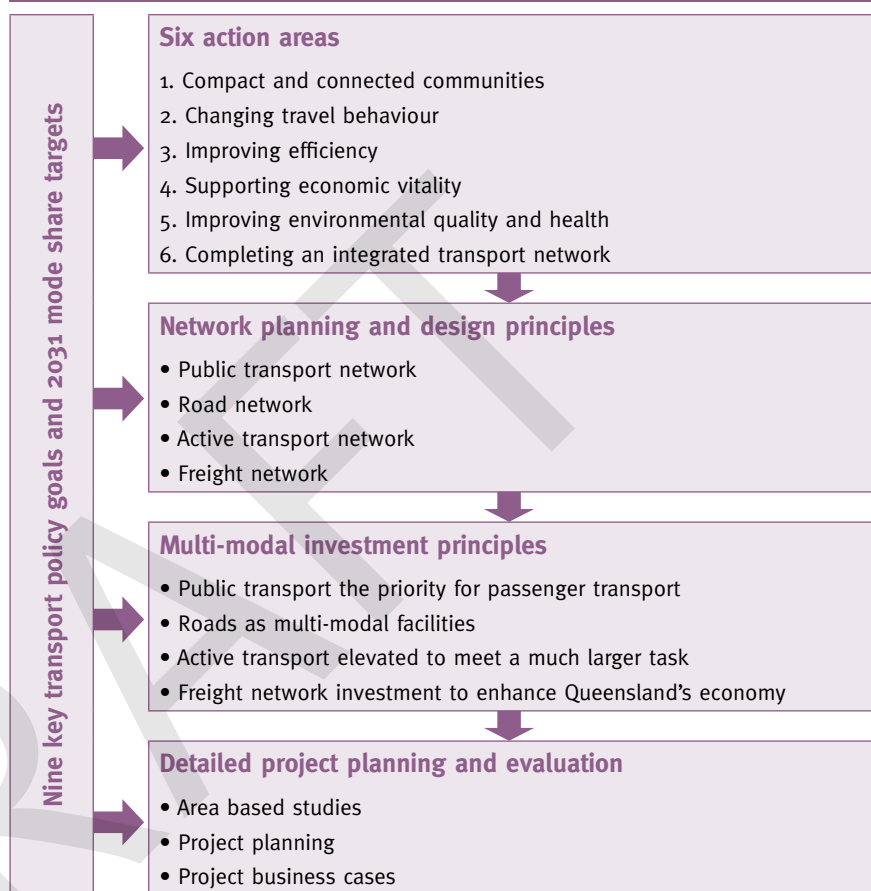 Nine key transport policy goals and 2031 mode share targets
Six action areas
1. Compact and connected communities
2. Changing travel behaviour
3. Improving efficiency
4. Supporting economic vitality
5. Improving environmental quality and health
6. Completing an integrated transport network
Network planning and design principles
• Public transport network
• Road network
• Active transport network
• Freight network
Multi-modal investment principles
• Public transport the priority for passenger transport
• Roads as multi-modal facilities
• Active transport elevated to meet a much larger task
• Freight network investment to enhance Queensland’s economy
Detailed project planning and evaluation
• Area based studies
• Project planning
• Project business cases
RAFT